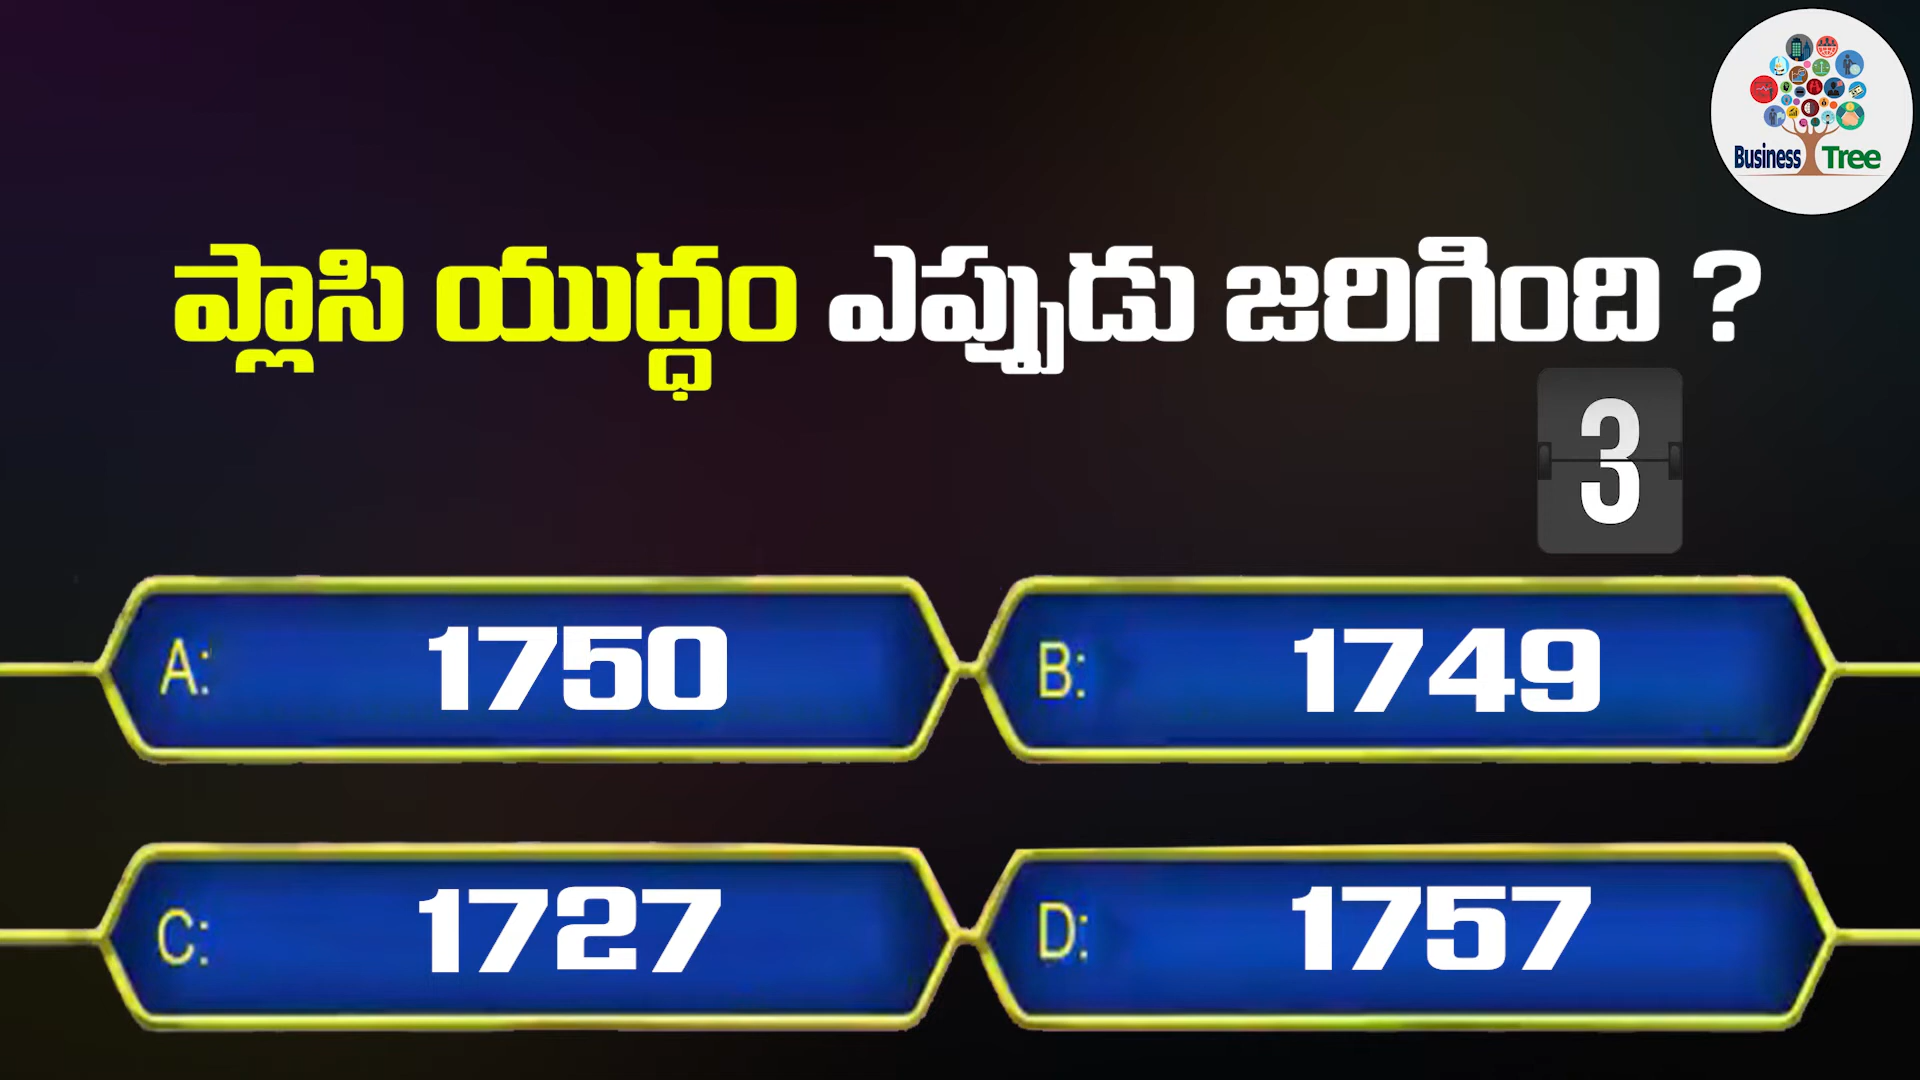 Business Tree
ప్లాసి యుద్ధం ఎప్పుడు జరిగింది ?
3
A: 1750
B: 1749
C: 1727
D: 1757